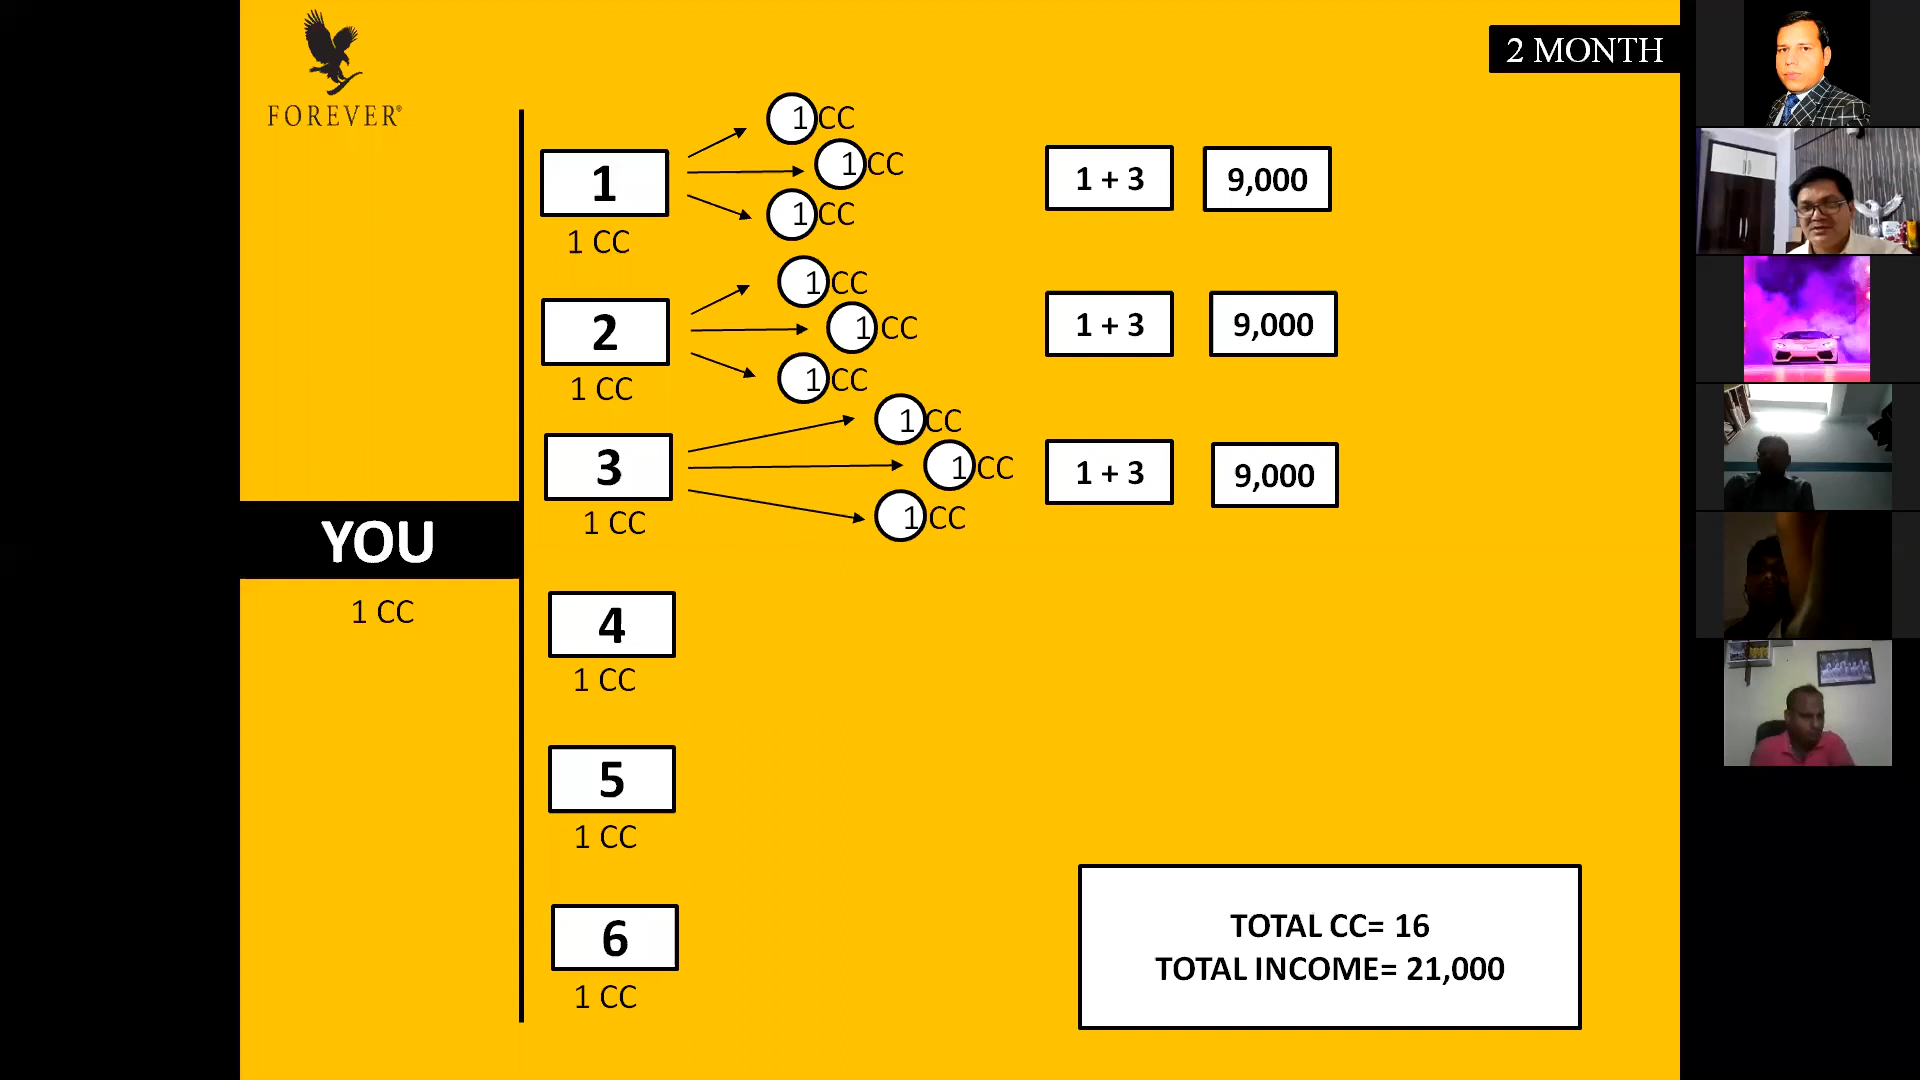 FOREVER®
2 MONTH
1 CC
1 CC
1 CC
1
1 CC
1 + 3
9,000
1 CC
1 CC
1 CC
2
1 CC
1 + 3
9,000
1 CC
1 CC
1 CC
3
1 CC
1 + 3
9,000
YOU
1 CC
4
1 CC
5
1 CC
6
1 CC
TOTAL CC= 16
TOTAL INCOME= 21,000